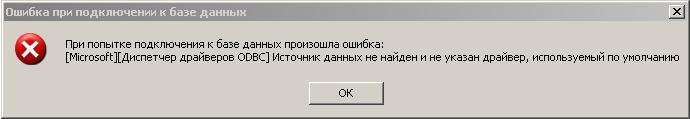 Ошибка при подключении к базе данных
При попытке подключения к базе данных произошла ошибка:
[Microsoft][Диспетчер драйверов ODBC] Источник данных не найден и не указан драйвер, используемый по умолчанию
OK